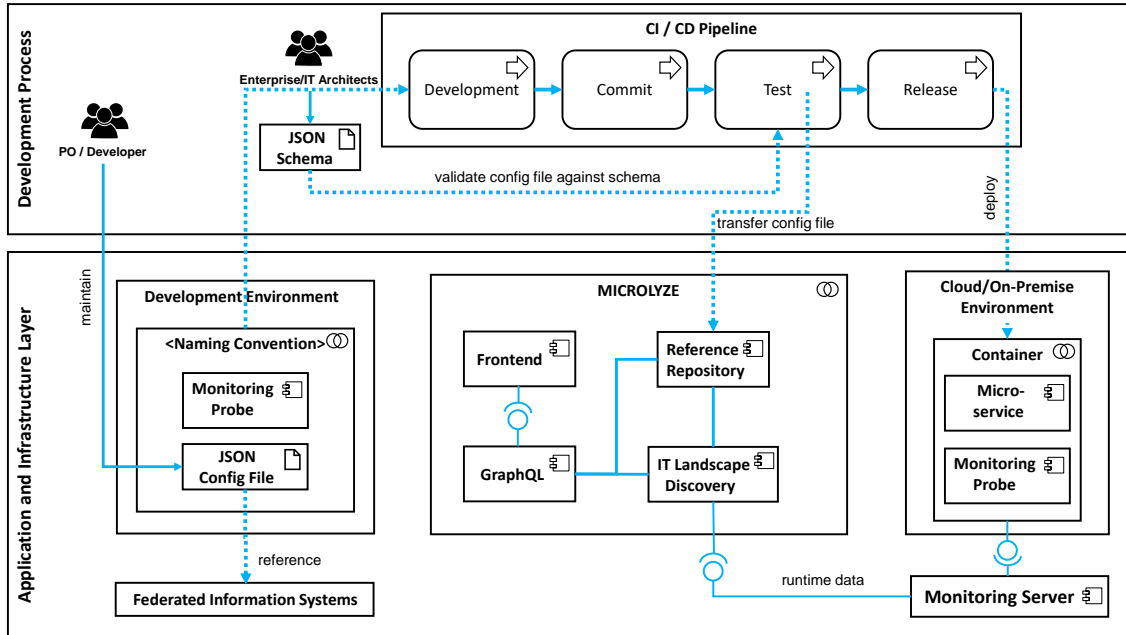 Development Process
CI / CD Pipeline
Enterprise/IT Architects
Development
Commit
Test
Release
PO / Developer
JSON
Schema
validate config file against schema
transfer config file
deploy
Application and Infrastructure Layer
maintain
Development Environment
<Naming Convention>
Monitoring
Probe
JSON
Config File
reference
Federated Information Systems
MICROLYZE
Frontend
Reference
Repository
GraphQL
IT Landscape
Discovery
runtime data
Cloud/On-Premise
Environment
Container
Micro-
service
Monitoring
Probe
Monitoring Server